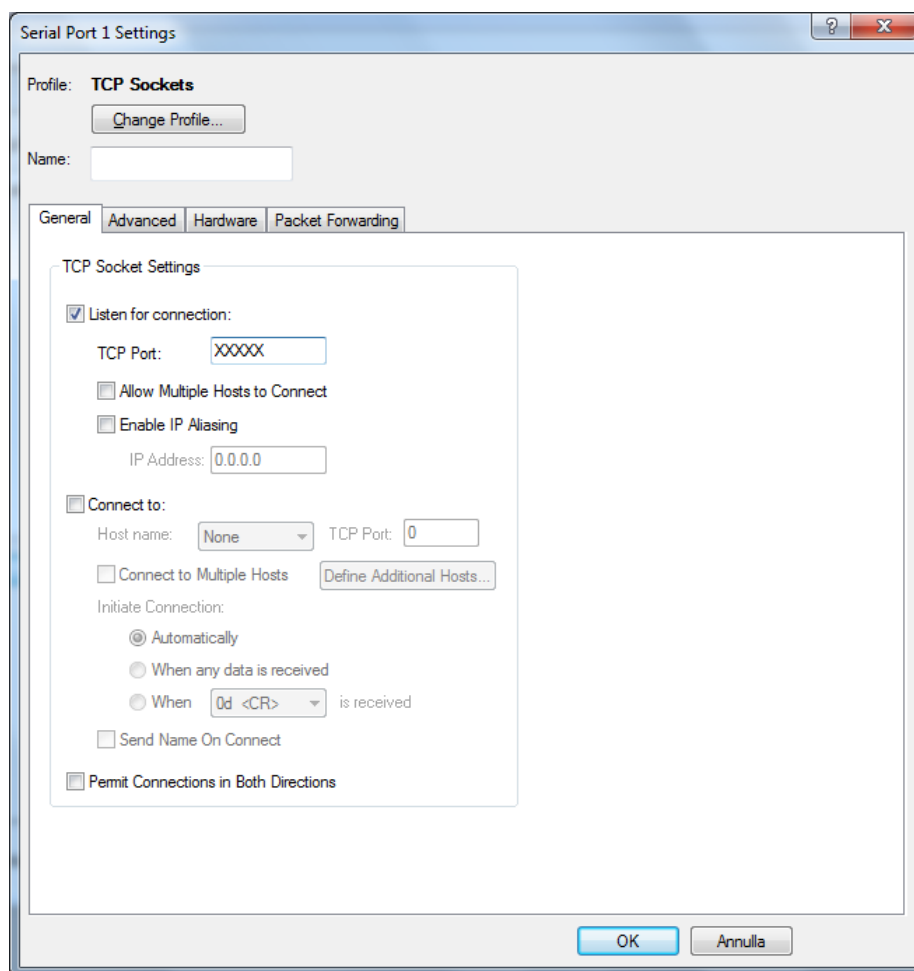 Serial Port 1 Settings
?
Profile: TCP Sockets
Change Profile...
Name:
General Advanced Hardware Packet Forwarding
TCP Socket Settings
Listen for connection:
TCP Port: XXXXX
Allow Multiple Hosts to Connect
Enable IP Aliasing
IP Address: 0.0.0.0
Connect to:
Host name: None TCP Port: 0
Connect to Multiple Hosts Define Additional Hosts...
Initiate Connection:
Automatically
When any data is received
When 0d <CR> is received
Send Name On Connect
Permit Connections in Both Directions
OK Annulla